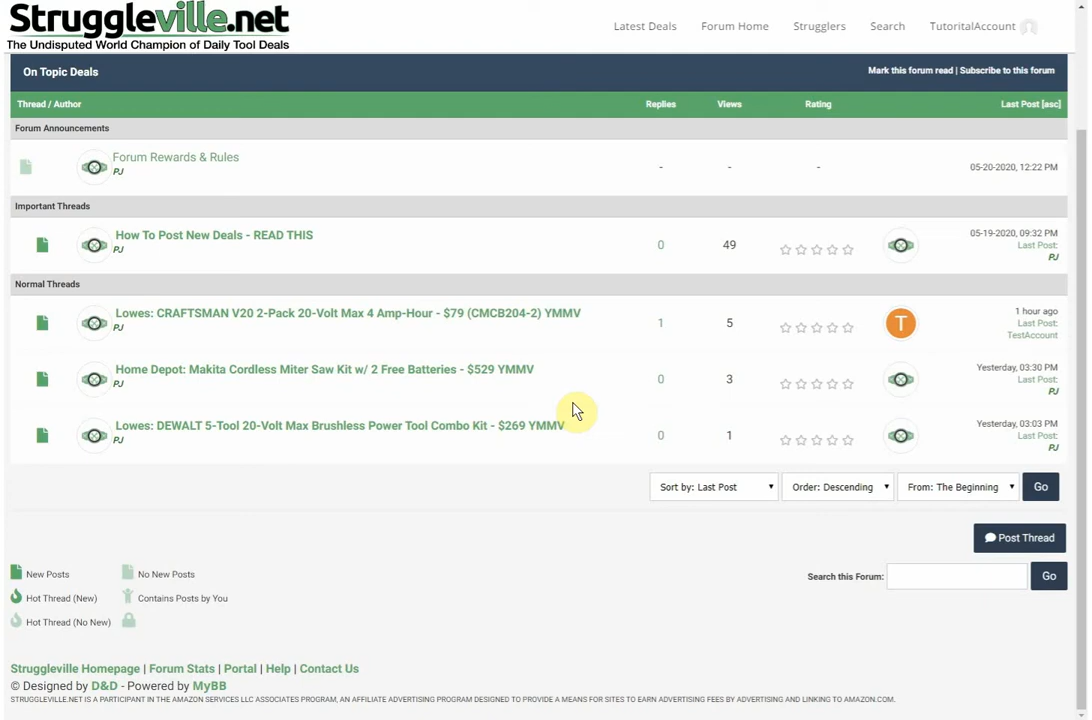 Struggleville.net
The Undisputed World Champion of Daily Tool Deals
Latest Deals Forum Home Strugglers Search TutoritalAccount
On Topic Deals Mark this forum read | Subscribe to this forum
Thread / Author Replies Views Rating Last Post [asc]
Forum Announcements
Forum Rewards & Rules
PJ
- - - 05-20-2020, 12:22 PM
Important Threads
How To Post New Deals - READ THIS
PJ
0 49 05-19-2020, 09:32 PM
Last Post:
PJ
Normal Threads
Lowes: CRAFTSMAN V20 2-Pack 20-Volt Max 4 Amp-Hour - $79 (CMCB204-2) YMMV
PJ
1 5 T 1 hour ago
Last Post:
TestAccount
Home Depot: Makita Cordless Miter Saw Kit w/ 2 Free Batteries - $529 YMMV
PJ
0 3 Yesterday, 03:30 PM
Last Post:
PJ
Lowes: DEWALT 5-Tool 20-Volt Max Brushless Power Tool Combo Kit - $269 YMMV
PJ
0 1 Yesterday, 03:03 PM
Last Post:
PJ
Sort by: Last Post Order: Descending From: The Beginning Go
Post Thread
Search this Forum: Go
New Posts No New Posts
Hot Thread (New) Contains Posts by You
Hot Thread (No New)
Struggleville Homepage | Forum Stats | Portal | Help | Contact Us
© Designed by D&D - Powered by MyBB
STRUGGLEVILLE.NET IS A PARTICIPANT IN THE AMAZON SERVICES LLC ASSOCIATES PROGRAM, AN AFFILIATE ADVERTISING PROGRAM DESIGNED TO PROVIDE A MEANS FOR SITES TO EARN ADVERTISING FEES BY ADVERTISING AND LINKING TO AMAZON.COM.